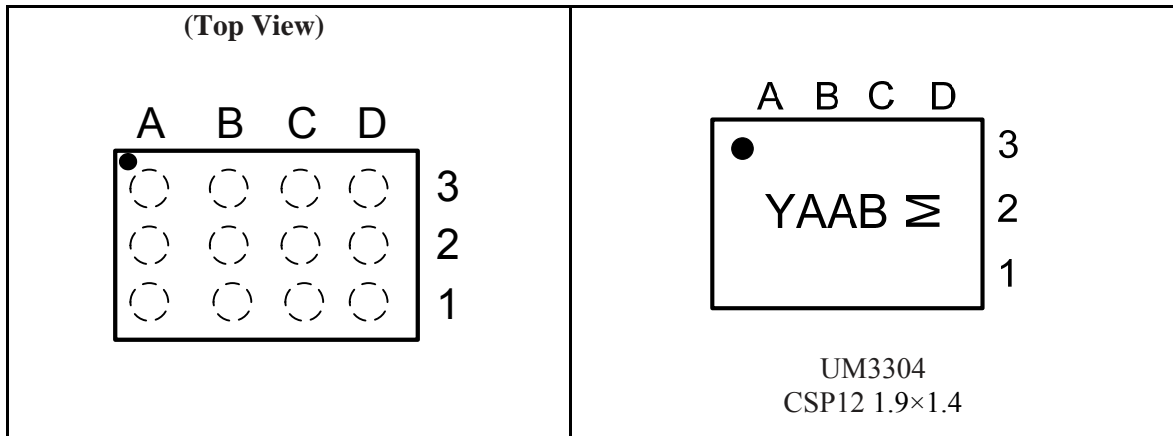 (Top View)
A B C D
3
2
1
A B C D
3
YAAB M
2
1
UM3304
CSP12 1.9×1.4